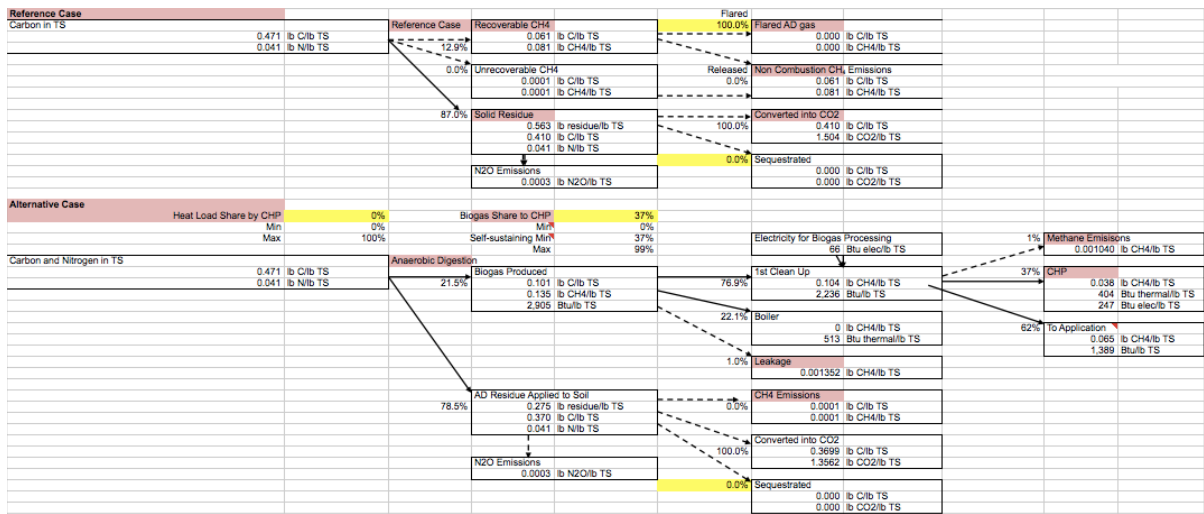 Reference Case
Flared
Carbon in TS Reference Case Recoverable CH4 100.0% Flared AD gas
0.471 lb C/lb TS 0.061 lb C/lb TS 0.000 lb C/lb TS
0.041 lb N/lb TS 12.9% 0.081 lb CH4/lb TS 0.000 lb CH4/lb TS
0.0% Unrecoverable CH4 Released Non Combustion CH4 Emissions
0.0001 lb C/lb TS 0.0% 0.061 lb C/lb TS
0.0001 lb CH4/lb TS 0.081 lb CH4/lb TS
87.0% Solid Residue Converted into CO2
0.563 lb residue/lb TS 100.0% 0.410 lb C/lb TS
0.410 lb C/lb TS 1.504 lb CO2/lb TS
0.041 lb N/lb TS
0.0% Sequestrated
N2O Emissions 0.000 lb C/lb TS
0.0003 lb N2O/lb TS 0.000 lb CO2/lb TS
Alternative Case
Heat Load Share by CHP 0% Biogas Share to CHP 37%
Min 0% Min 0%
Max 100% Self-sustaining Min 37% Electricity for Biogas Processing 1% Methane Emisisons
Max 99% 66 Btu elec/lb TS 0.001040 lb CH4/lb TS
Carbon and Nitrogen in TS Anaerobic Digestion
0.471 lb C/lb TS Biogas Produced 1st Clean Up 37% CHP
0.041 lb N/lb TS 21.5% 0.101 lb C/lb TS 76.9% 0.104 lb CH4/lb TS 0.038 lb CH4/lb TS
0.135 lb CH4/lb TS 2,236 Btu/lb TS 404 Btu thermal/lb TS
2,905 Btu/lb TS 247 Btu elec/lb TS
22.1% Boiler
0 lb CH4/lb TS 62% To Application
513 Btu thermal/lb TS 0.065 lb CH4/lb TS
1,389 Btu/lb TS
1.0% Leakage
0.001352 lb CH4/lb TS
AD Residue Applied to Soil CH4 Emissions
78.5% 0.275 lb residue/lb TS 0.0% 0.0001 lb C/lb TS
0.370 lb C/lb TS 0.0001 lb CH4/lb TS
0.041 lb N/lb TS
Converted into CO2
100.0% 0.3699 lb C/lb TS
N2O Emissions 1.3562 lb CO2/lb TS
0.0003 lb N2O/lb TS
0.0% Sequestrated
0.000 lb C/lb TS
0.000 lb CO2/lb TS